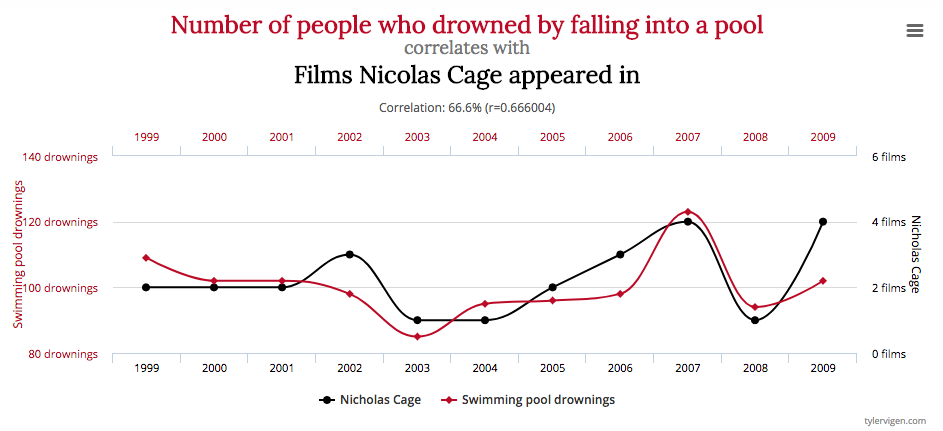 Number of people who drowned by falling into a pool
correlates with
Films Nicolas Cage appeared in
Correlation: 66.6% (r=0.666004)
1999 2000 2001 2002 2003 2004 2005 2006 2007 2008 2009
140 drownings 6 films
120 drownings 4 films
100 drownings 2 films
80 drownings 0 films
Swimming pool drownings
Nicholas Cage
1999 2000 2001 2002 2003 2004 2005 2006 2007 2008 2009
Nicholas Cage Swimming pool drownings
tylervigen.com